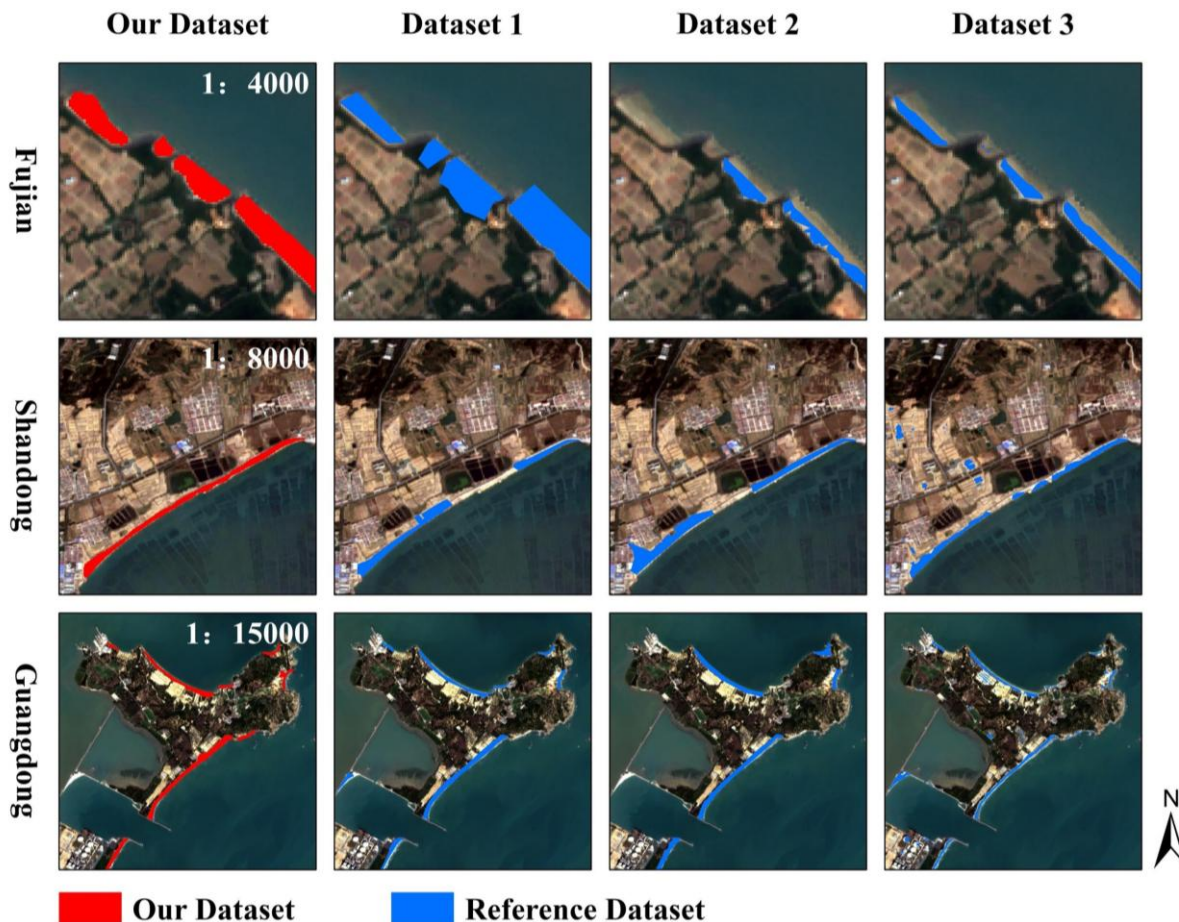 Our Dataset Dataset 1 Dataset 2 Dataset 3
Fujian
1: 4000
Shandong
1: 8000
Guangdong
1: 15000
N
Our Dataset Reference Dataset